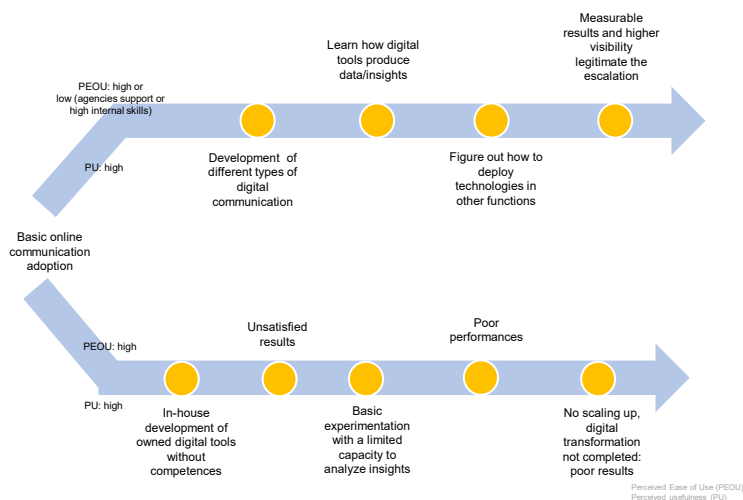 Measurable
results and higher
visibility
legitimate the
escalation
Learn how digital
tools produce
data/insights
PEOU: high or
low (agencies support or
high internal skills)
PU: high
Development of
different types of
digital
communication
Figure out how to
deploy
technologies in
other functions
Basic online
communication
adoption
PEOU: high
PU: high
Unsatisfied
results
Poor
performances
In-house
development of
owned digital tools
without
competences
Basic
experimentation
with a limited
capacity to
analyze insights
No scaling up,
digital
transformation
not completed:
poor results
Perceived Ease of Use (PEOU)
Perceived usefulness (PU)